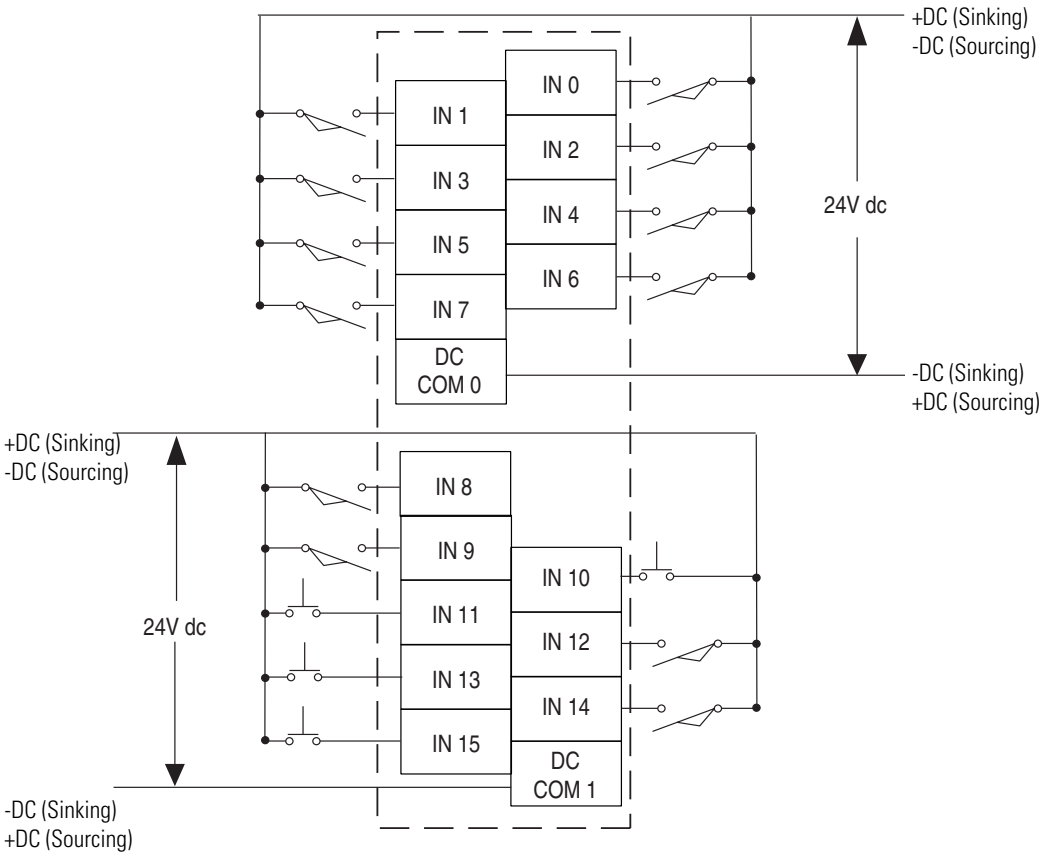 +DC (Sinking)
-DC (Sourcing)
IN 0
IN 1
IN 2
IN 3
IN 4
24V dc
IN 5
IN 6
IN 7
DC
COM 0
-DC (Sinking)
+DC (Sourcing)
+DC (Sinking)
-DC (Sourcing)
IN 8
IN 9
IN 10
IN 11
24V dc
IN 12
IN 13
IN 14
IN 15
DC
COM 1
-DC (Sinking)
+DC (Sourcing)